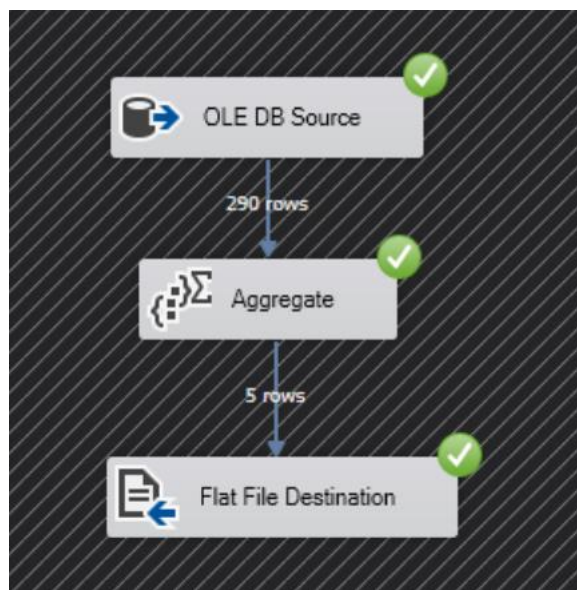 OLE DB Source
290 rows
Aggregate
5 rows
Flat File Destination